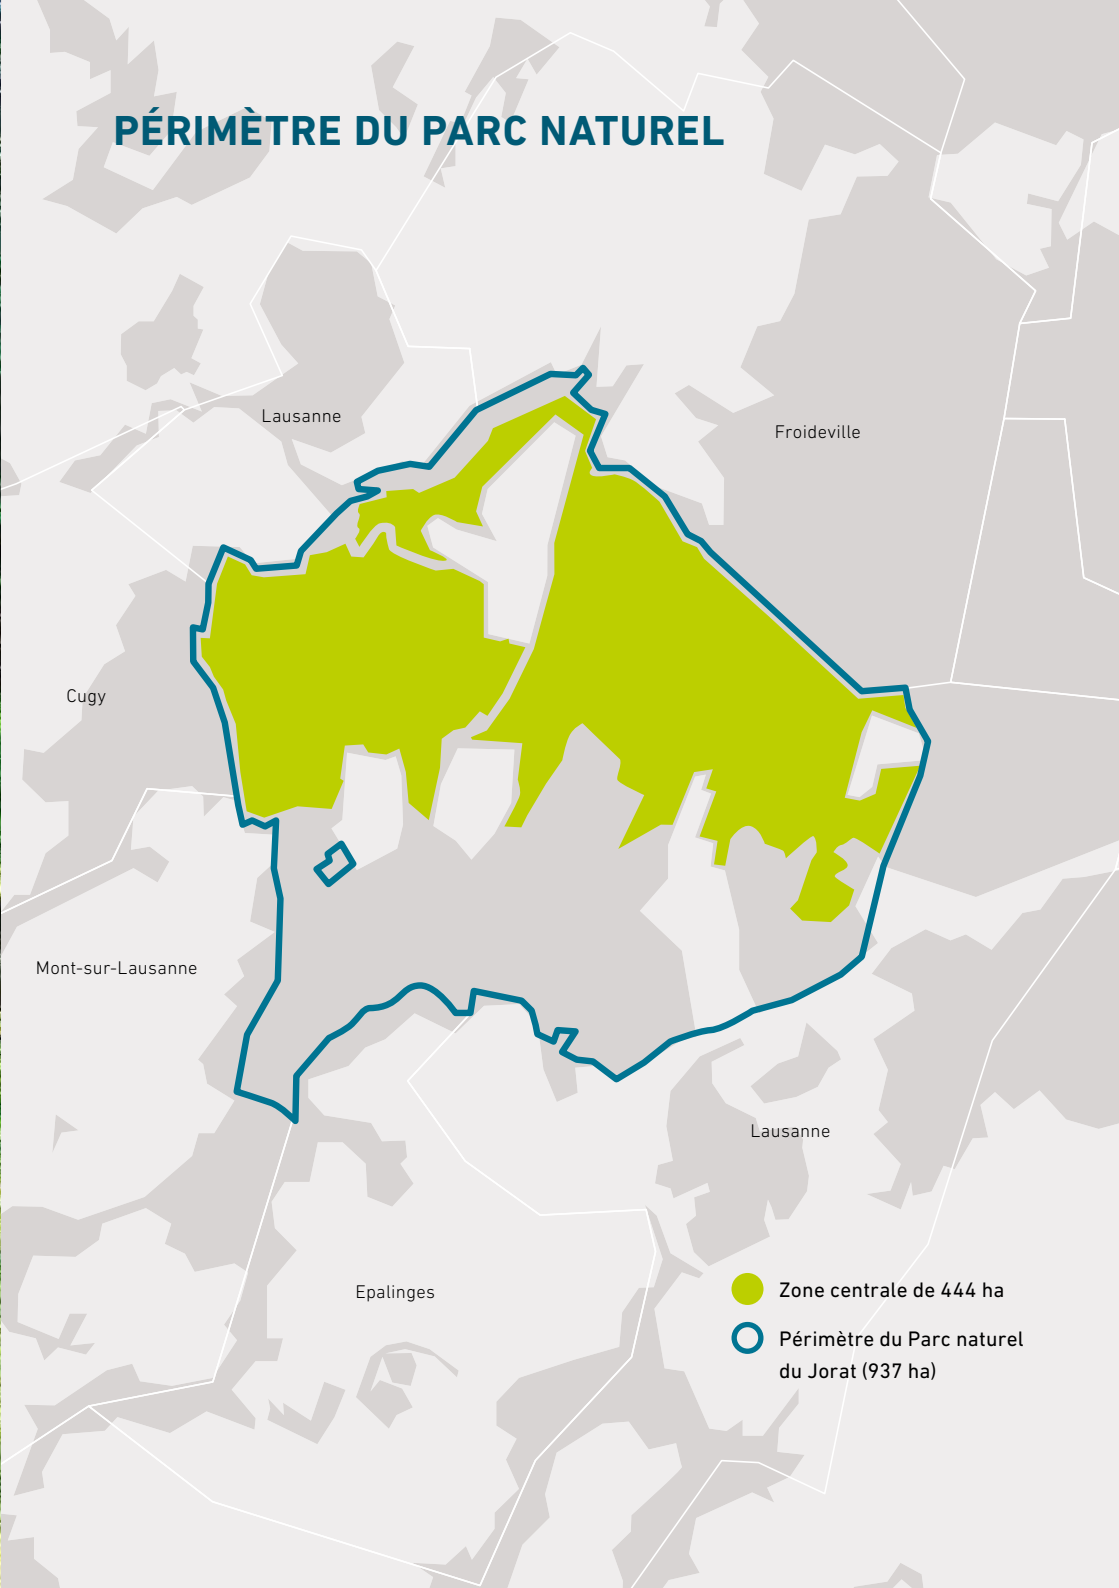 PÉRIMÈTRE DU PARC NATUREL
Lausanne
Froideville
Cugy
Mont-sur-Lausanne
Lausanne
Epalinges
Zone centrale de 444 ha
Périmètre du Parc naturel
du Jorat (937 ha)